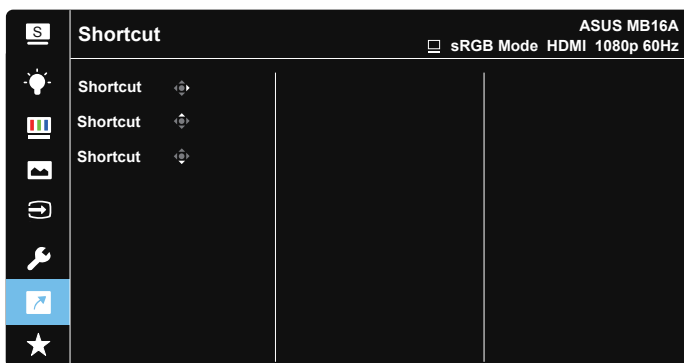 S
Shortcut
ASUS MB16A
sRGB Mode HDMI 1080p 60Hz
Shortcut
Shortcut
Shortcut